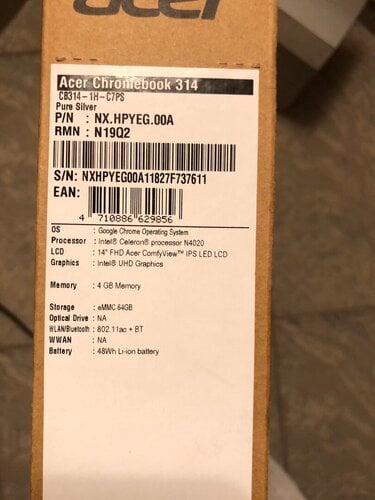 acer
Acer Chromebook 314
CB314-1H-C7PS
Pure Silver
P/N : NX.HPYEG.00A
RMN : N19Q2
S/N: NXHPYEG00A11827F737611
EAN:
4 710886 629856
OS : Google Chrome Operating System
Processor : Intel® Celeron® processor N4020
LCD : 14" FHD Acer ComfyView™ IPS LED LCD
Graphics : Intel® UHD Graphics
Memory : 4 GB Memory
Storage : eMMC 64GB
Optical Drive : NA
WLAN/Bluetooth : 802.11ac + BT
WWAN : NA
Battery : 48Wh Li-ion battery